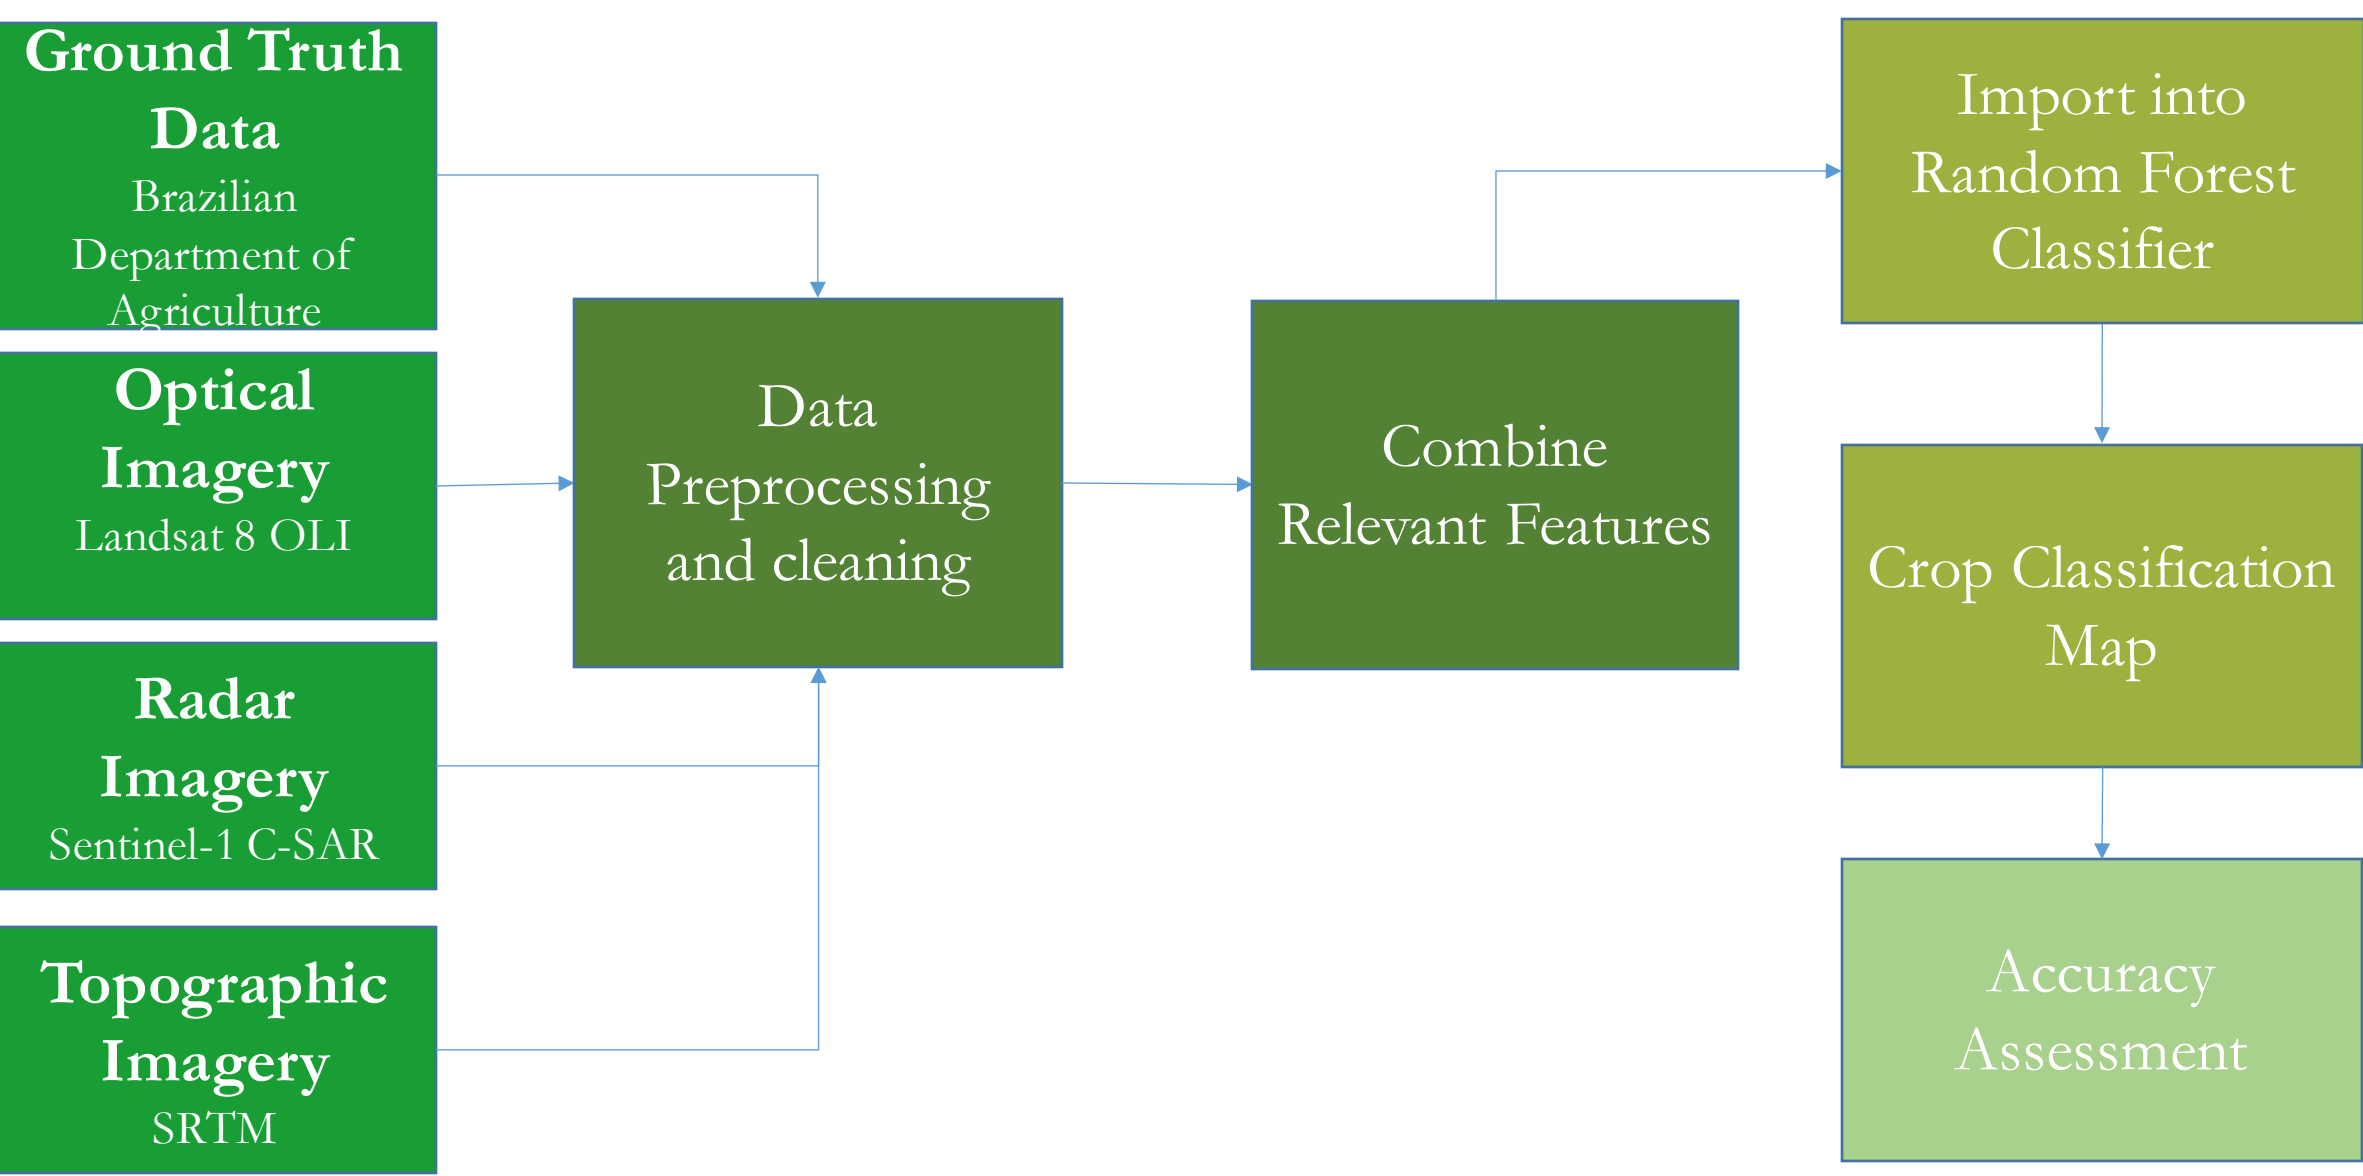 Ground Truth
Data
Brazilian
Department of
Agriculture
Optical
Imagery
Landsat 8 OLI
Radar
Imagery
Sentinel-1 C-SAR
Topographic
Imagery
SRTM
Data
Preprocessing
and cleaning
Combine
Relevant Features
Import into
Random Forest
Classifier
Crop Classification
Map
Accuracy
Assessment